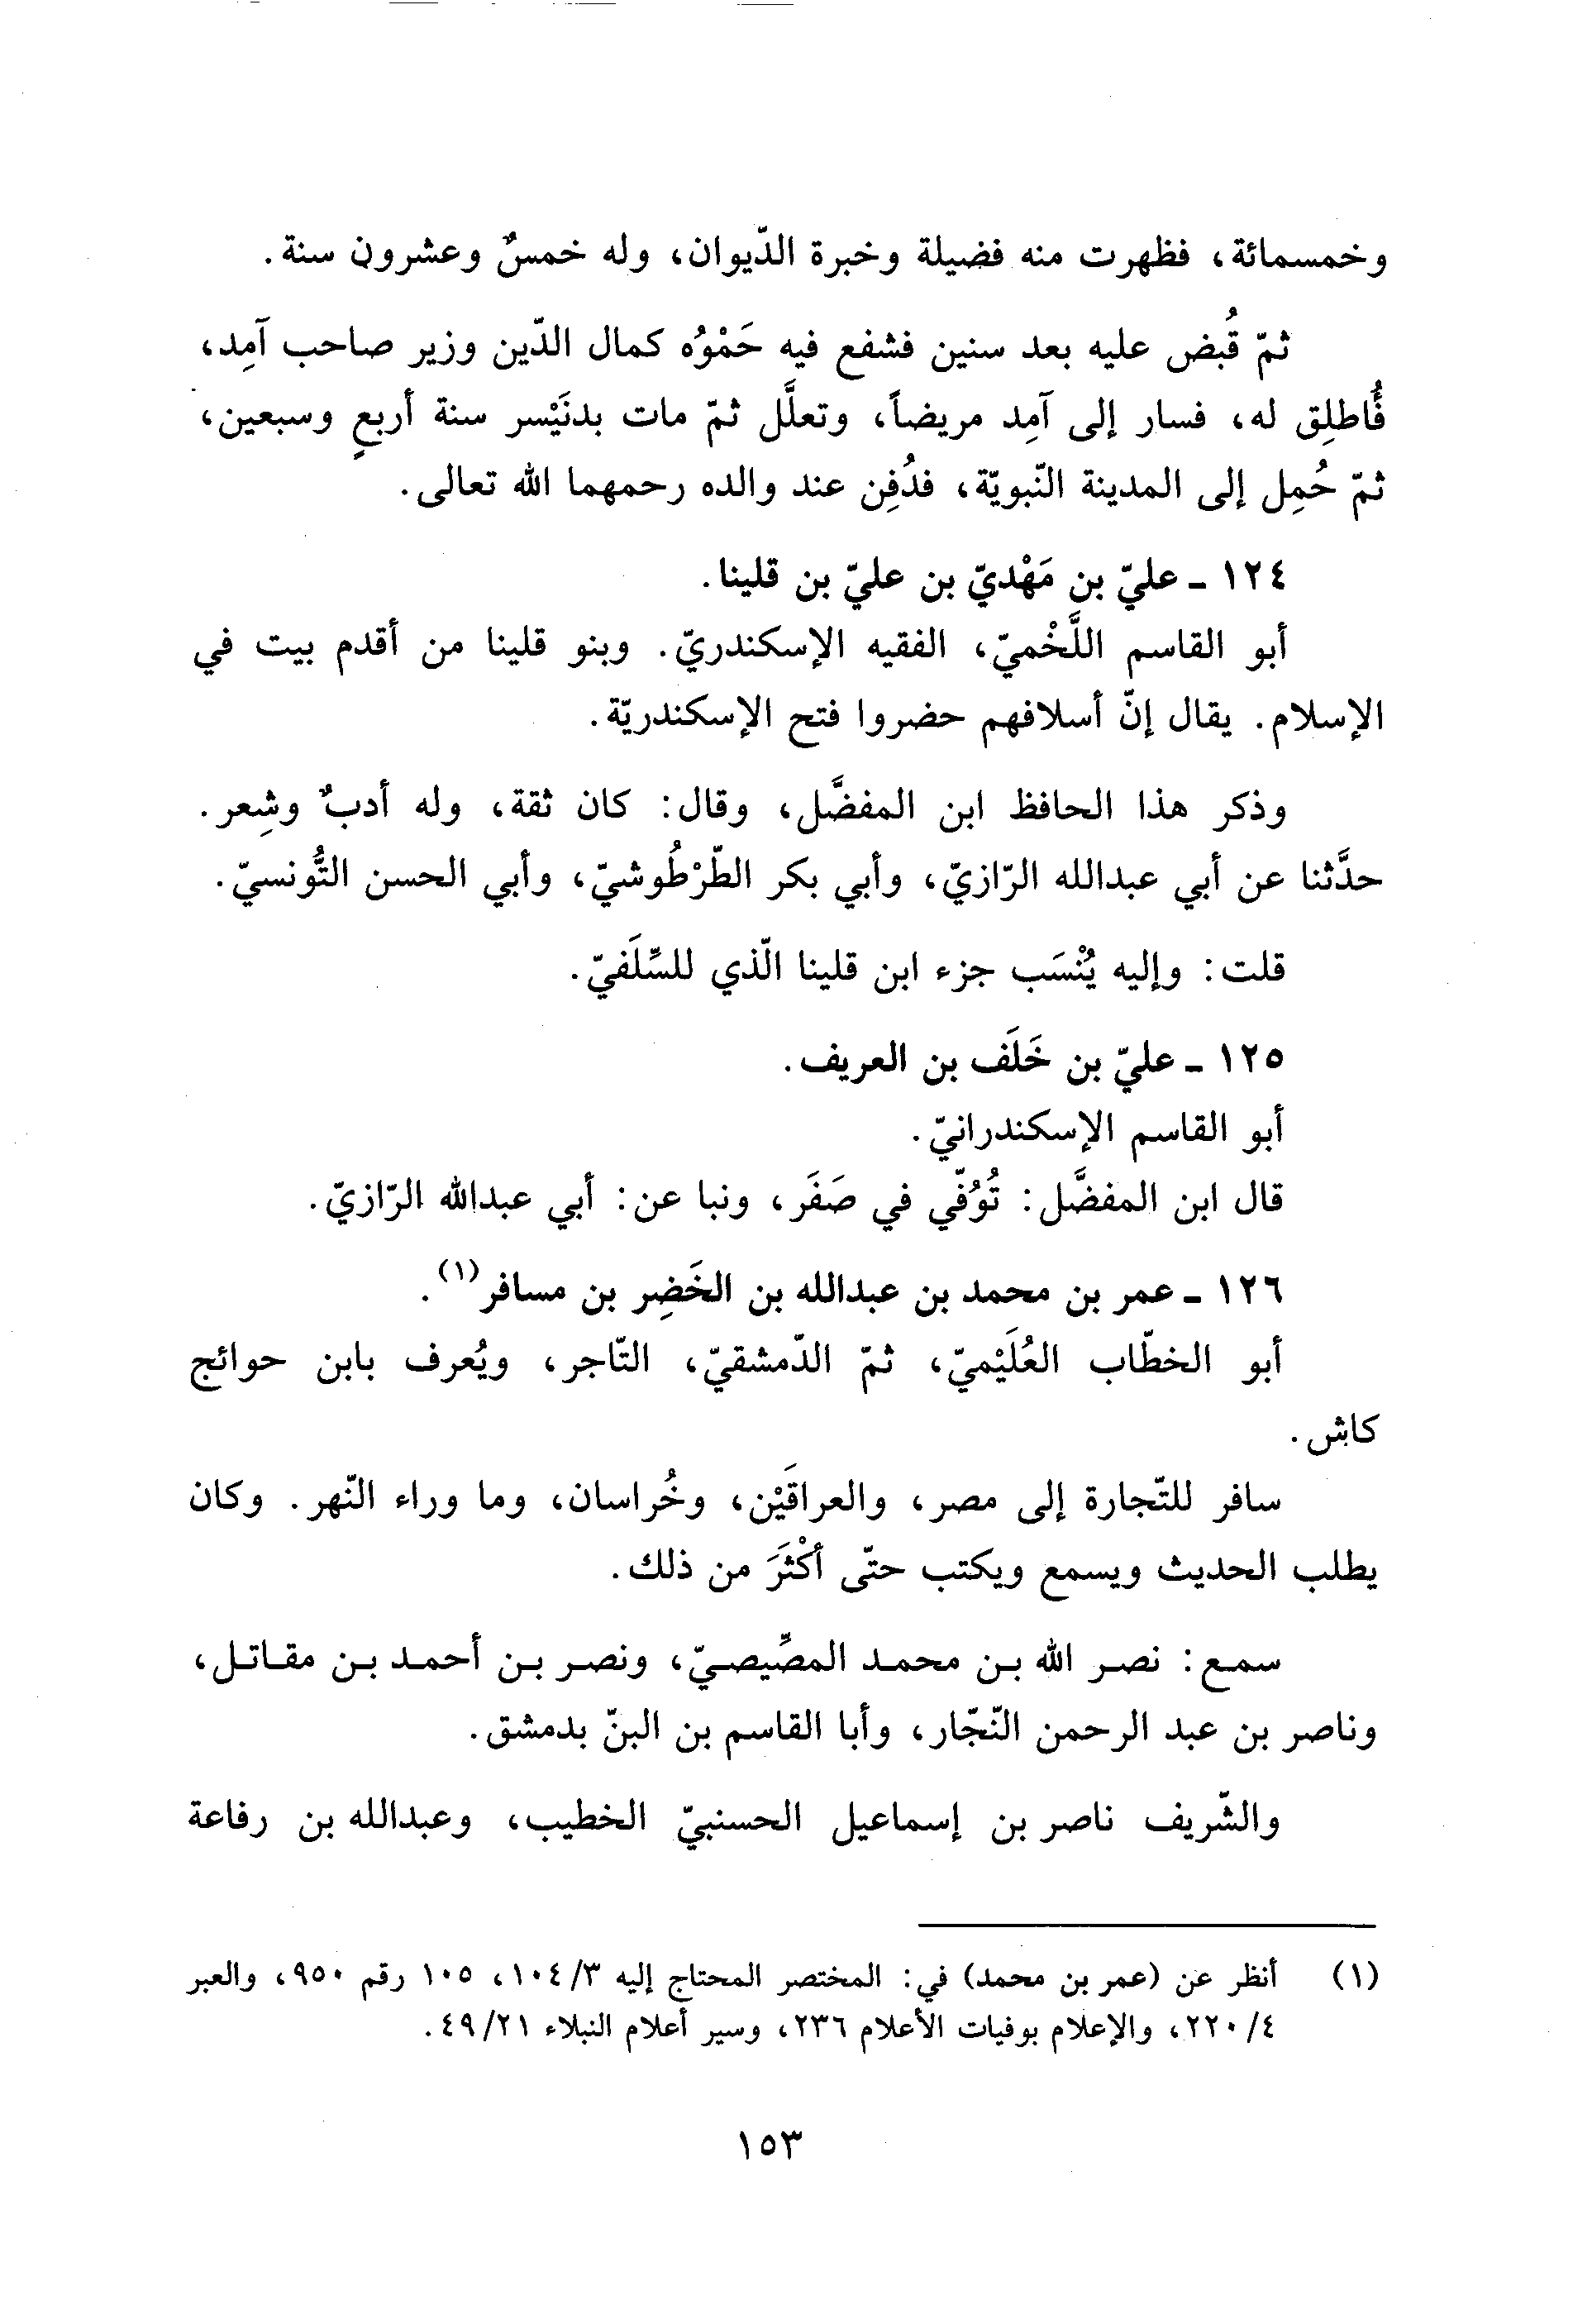 وخمسمائة، فظهرت منه فضيلة وخبرة الدّيوان، وله خمسٌ وعشرون سنة.
ثمّ قُبض عليه بعد سنين فشفع فيه حَمْوُه كمال الدّين وزير صاحب آمِد،
فأُطلِق له، فسار إلى آمِد مريضاً، وتعلَّل ثمّ مات بدنَيْسر سنة أربعٍ وسبعين،
ثمّ حُمِل إلى المدينة النّبويّة، فدُفِن عند والده رحمهما الله تعالى.
١٢٤ ـ عليّ بن مَهْديّ بن عليّ بن قلينا.
أبو القاسم اللَّخْميّ، الفقيه الإسكندريّ. وبنو قلينا من أقدم بيت في
الإسلام. يقال إنّ أسلافهم حضروا فتح الإسكندريّة.
وذكر هذا الحافظ ابن المفضَّل، وقال: كان ثقة، وله أدبٌ وشِعر.
حدَّثنا عن أبي عبدالله الرّازيّ، وأبي بكر الطّرْطُوشيّ، وأبي الحسن التُّونسيّ.
قلت: وإليه يُنْسَب جزء ابن قلينا الّذي للسِّلَفيّ.
١٢٥ ـ عليّ بن خَلَف بن العريف.
أبو القاسم الإسكندرانيّ.
قال ابن المفضَّل: تُوُفّي في صَفَر، ونبا عن: أبي عبدالله الرّازيّ.
١٢٦ ـ عمر بن محمد بن عبدالله بن الخَضِر بن مسافر(١).
أبو الخطّاب العُلَيْميّ، ثمّ الدّمشقيّ، التّاجر، ويُعرف بابن حوائج
كاش.
سافر للتّجارة إلى مصر، والعراقَيْن، وخُراسان، وما وراء النّهر. وكان
يطلب الحديث ويسمع ويكتب حتّى أكْثَرَ من ذلك.
سمع: نصر الله بن محمد المصِّيصيّ، ونصر بن أحمد بن مقاتل،
وناصر بن عبد الرحمن النّجّار، وأبا القاسم بن البنّ بدمشق.
والشّريف ناصر بن إسماعيل الحسنبيّ الخطيب، وعبدالله بن رفاعة
(١) أنظر عن (عمر بن محمد) في: المختصر المحتاج إليه ٣/١٠٤، ١٠٥ رقم ٩٥٠، والعبر
٤/٢٢٠، والإعلام بوفيات الأعلام ٢٣٦، وسير أعلام النبلاء ٢١/٤٩.
١٥٣